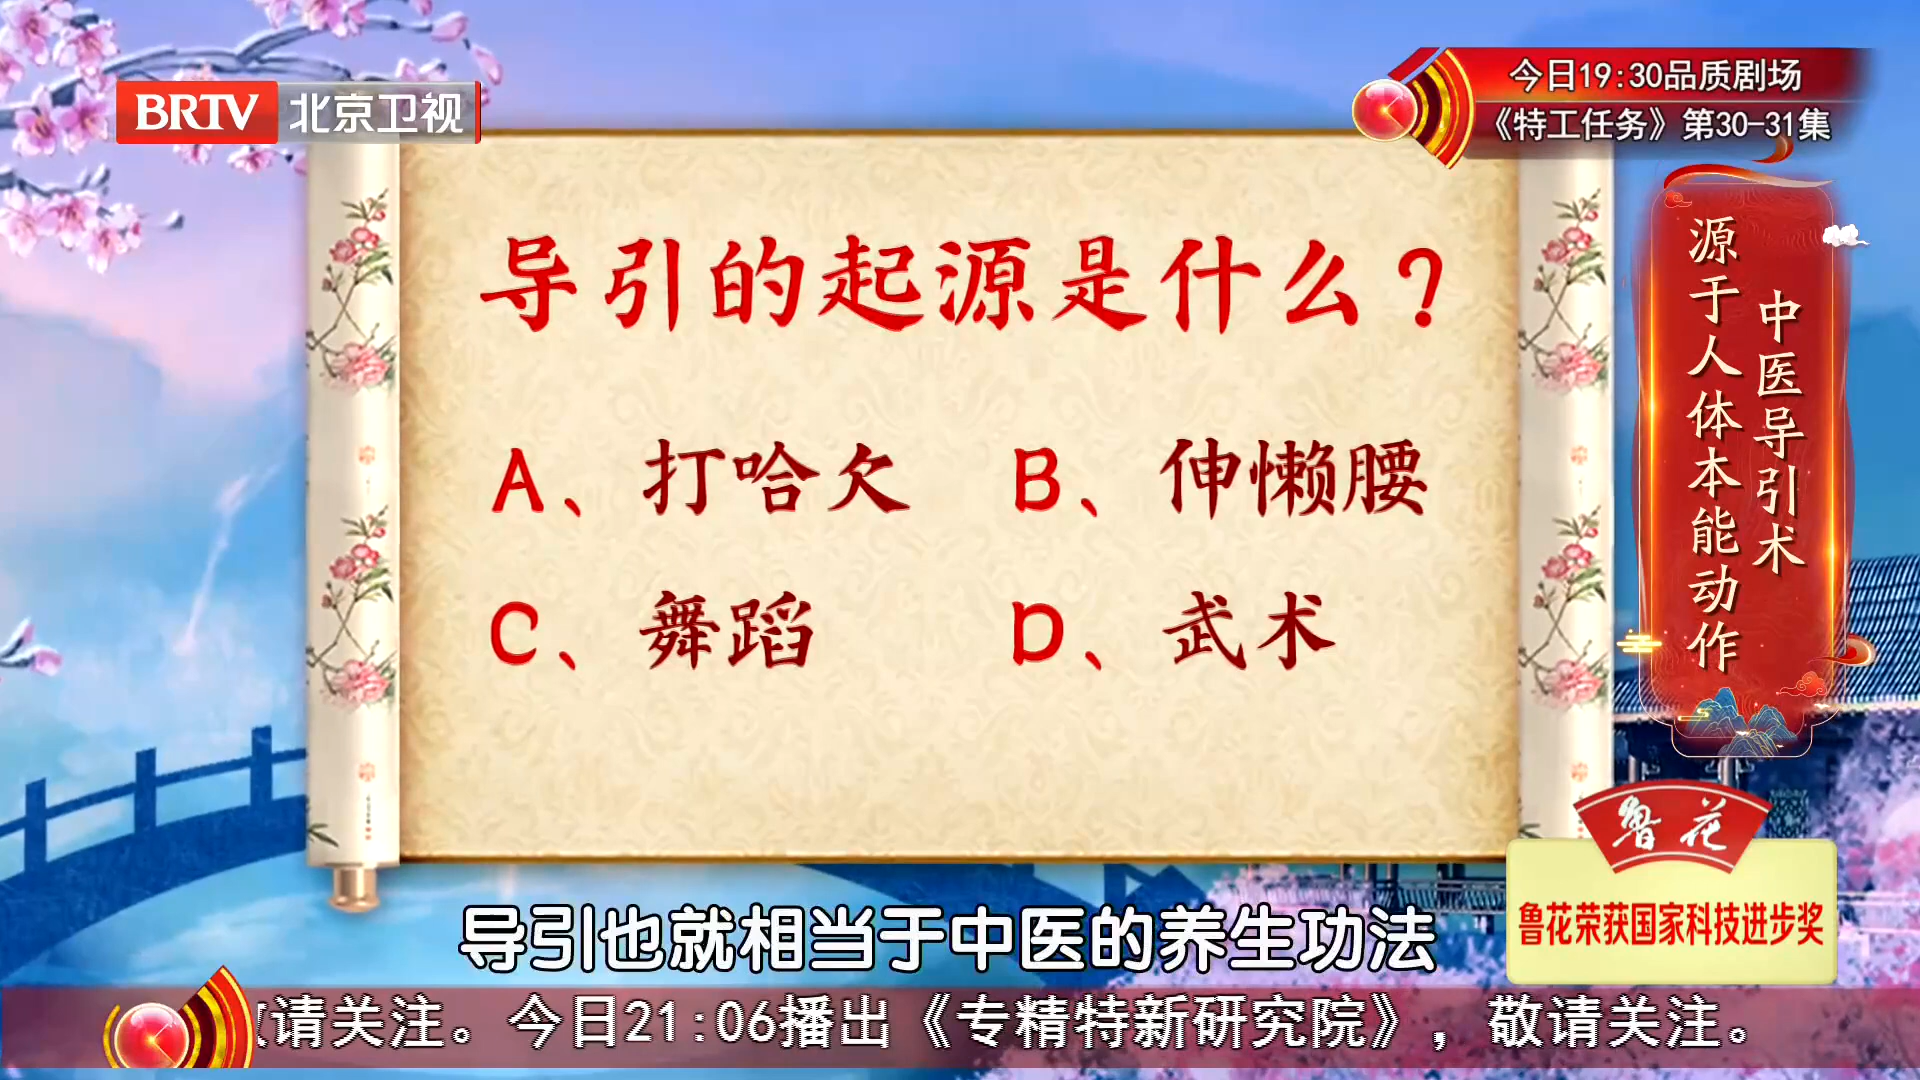 BRTV 北京卫视
今日19:30品质剧场
《特工任务》第30-31集
导引的起源是什么？
A、打哈欠
B、伸懒腰
C、舞蹈
D、武术
中医导引术
源于人体本能动作
鲁花
鲁花荣获国家科技进步奖
导引也就相当于中医的养生功法
请关注。今日21:06播出《专精特新研究院》，敬请关注。